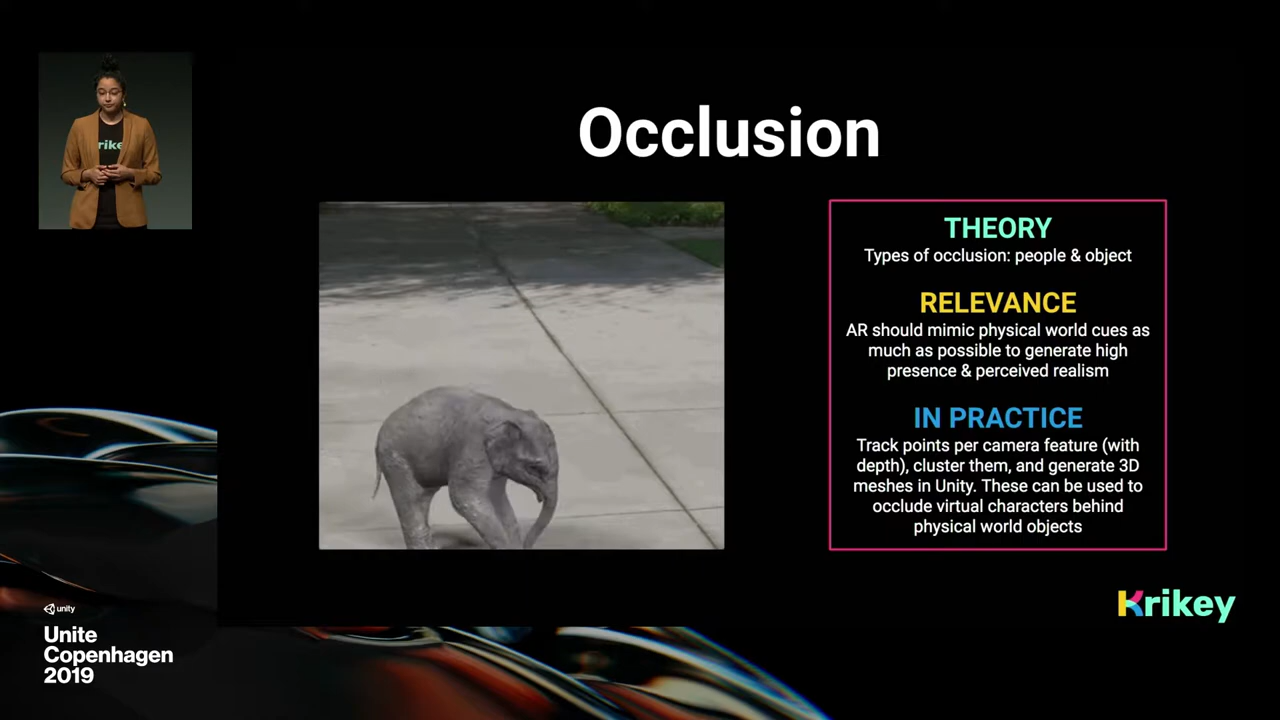 Occlusion
rike
THEORY
Types of occlusion: people & object
RELEVANCE
AR should mimic physical world cues as
much as possible to generate high
presence & perceived realism
IN PRACTICE
Track points per camera feature (with
depth), cluster them, and generate 3D
meshes in Unity. These can be used to
occlude virtual characters behind
physical world objects
Krikey
unity
Unite
Copenhagen
2019